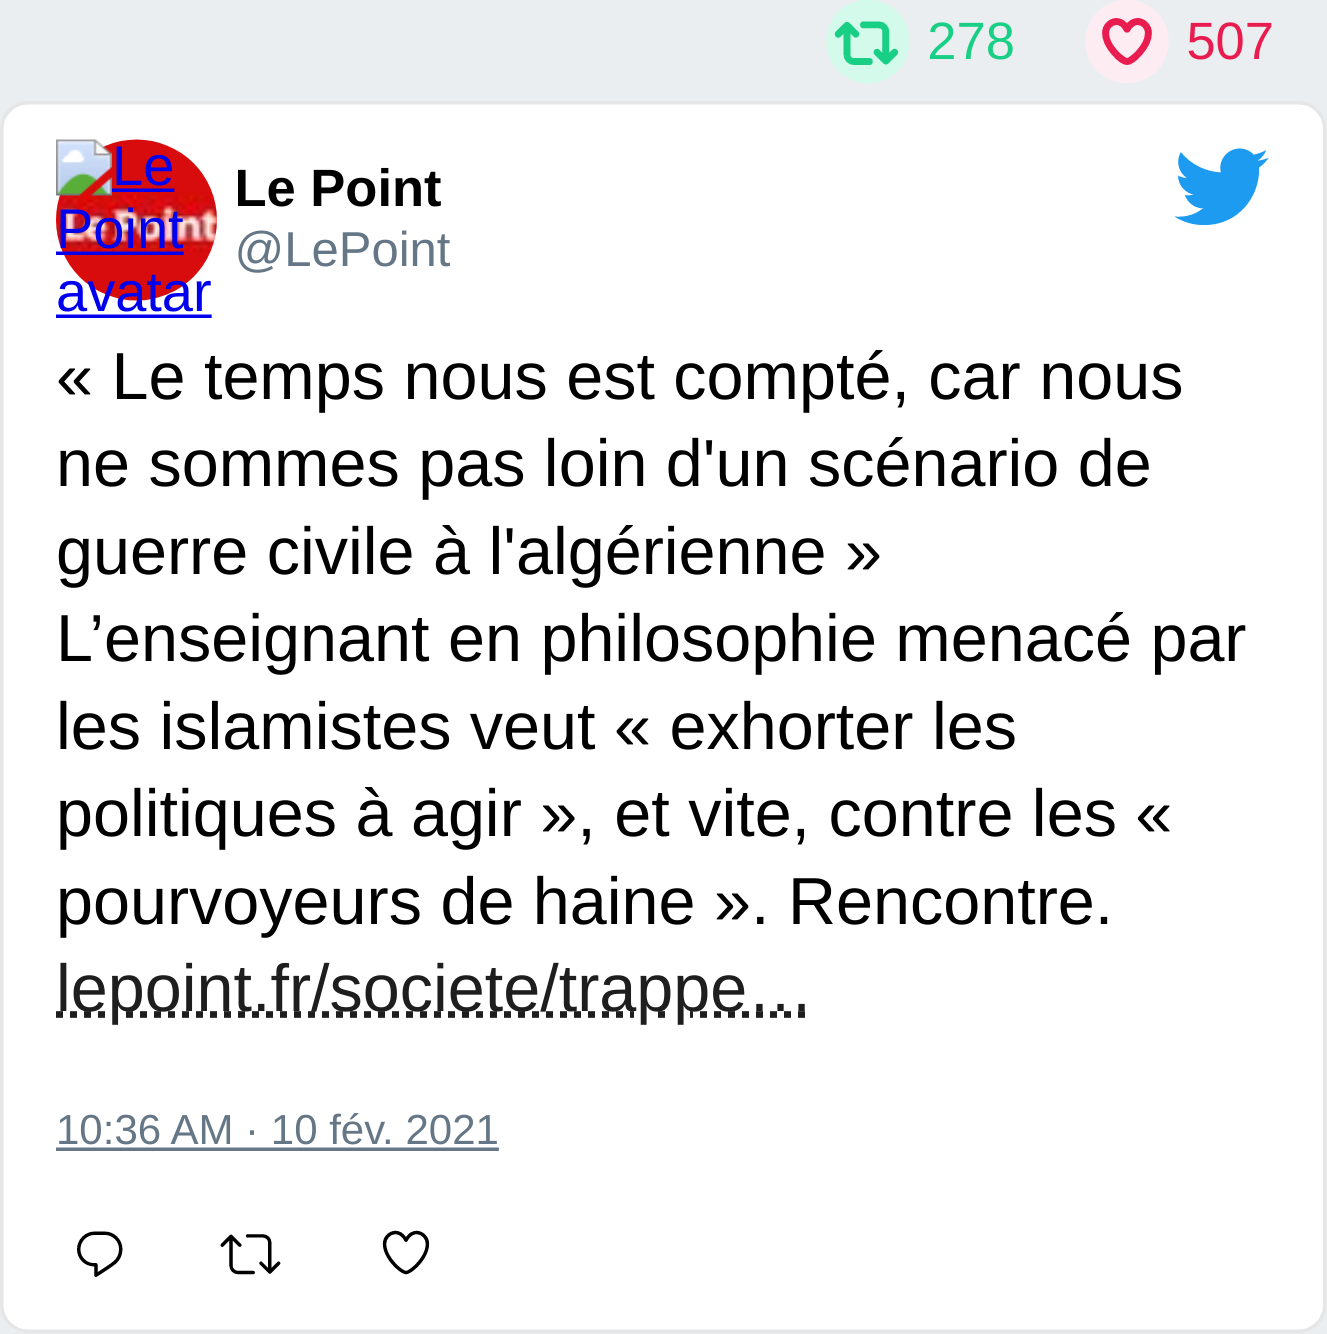 278 507
Le Point avatar
Le Point
@LePoint
« Le temps nous est compté, car nous
ne sommes pas loin d'un scénario de
guerre civile à l'algérienne »
L’enseignant en philosophie menacé par
les islamistes veut « exhorter les
politiques à agir », et vite, contre les «
pourvoyeurs de haine ». Rencontre.
lepoint.fr/societe/trappe…
10:36 AM · 10 fév. 2021